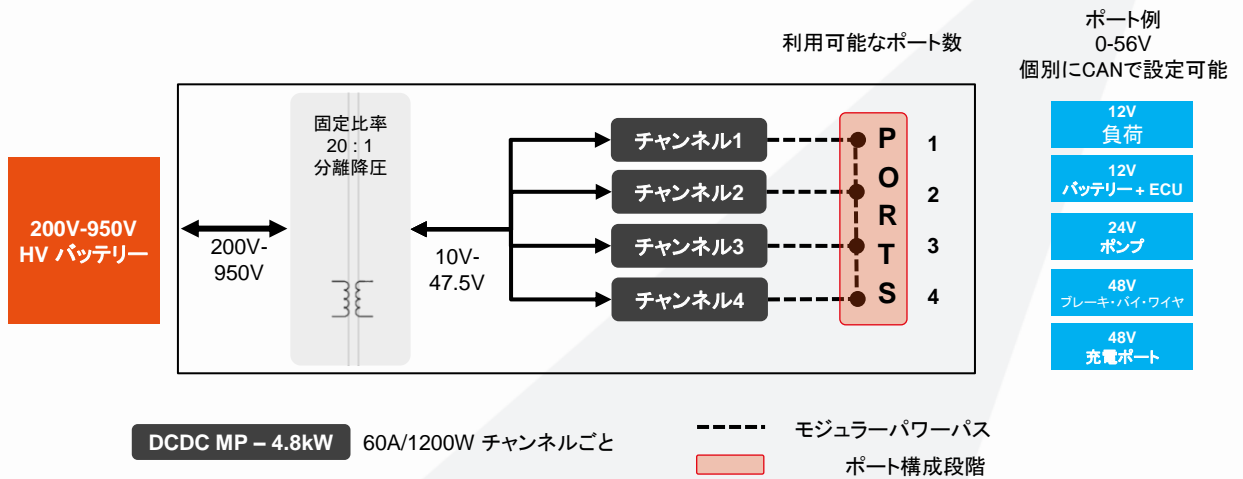 ポート例
0-56V
個別にCANで設定可能
利用可能なポート数
200V-950V
HV バッテリー
200V-
950V
固定比率
20 : 1
分離降圧
10V-
47.5V
チャンネル1
チャンネル2
チャンネル3
チャンネル4
P
O
R
T
S
1
2
3
4
12V
負荷
12V
バッテリー + ECU
24V
ポンプ
48V
ブレーキ・バイ・ワイヤ
48V
充電ポート
DCDC MP – 4.8kW
60A/1200W チャンネルごと
モジュラーパワーパス
ポート構成段階